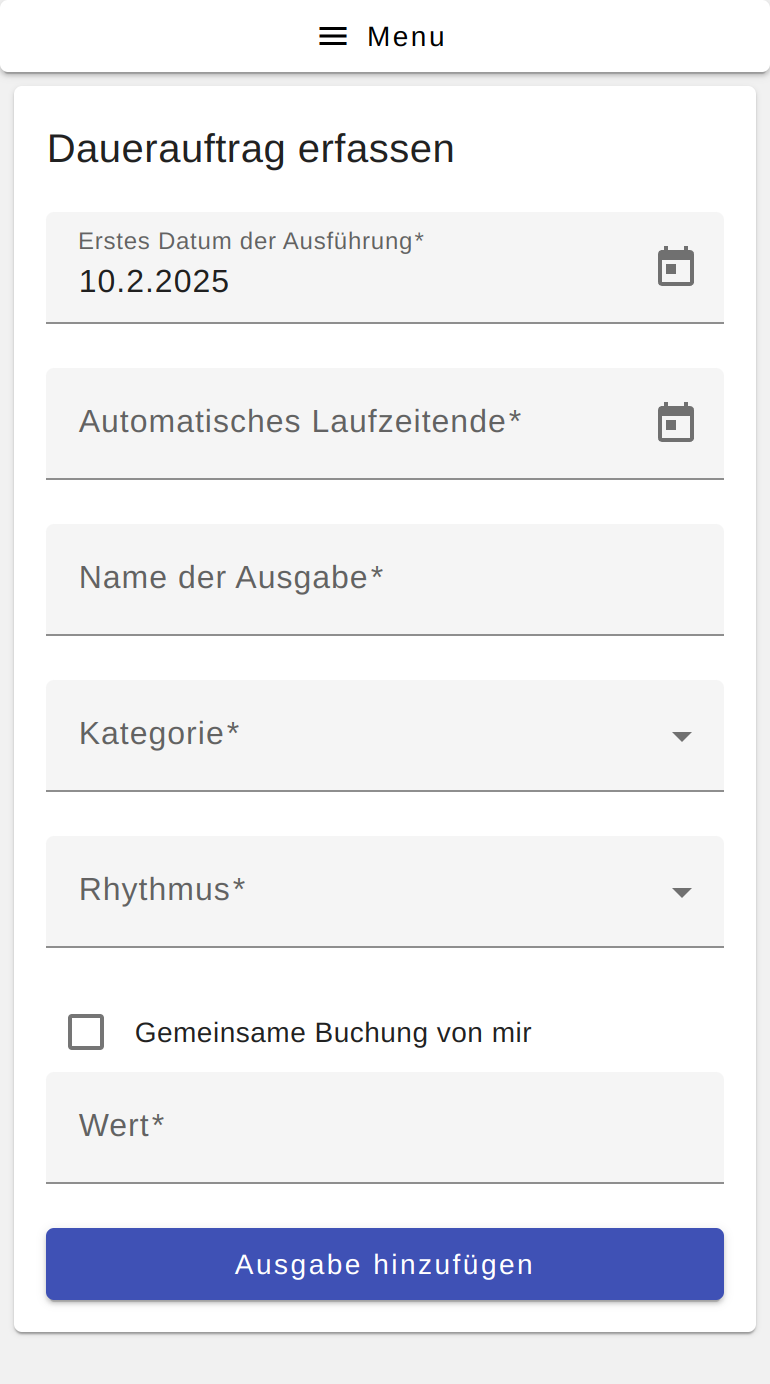 Menu
Dauerauftrag erfassen
Erstes Datum der Ausführung*
10.2.2025
Automatisches Laufzeitende*
Name der Ausgabe*
Kategorie*
Rhythmus*
Gemeinsame Buchung von mir
Wert*
Ausgabe hinzufügen